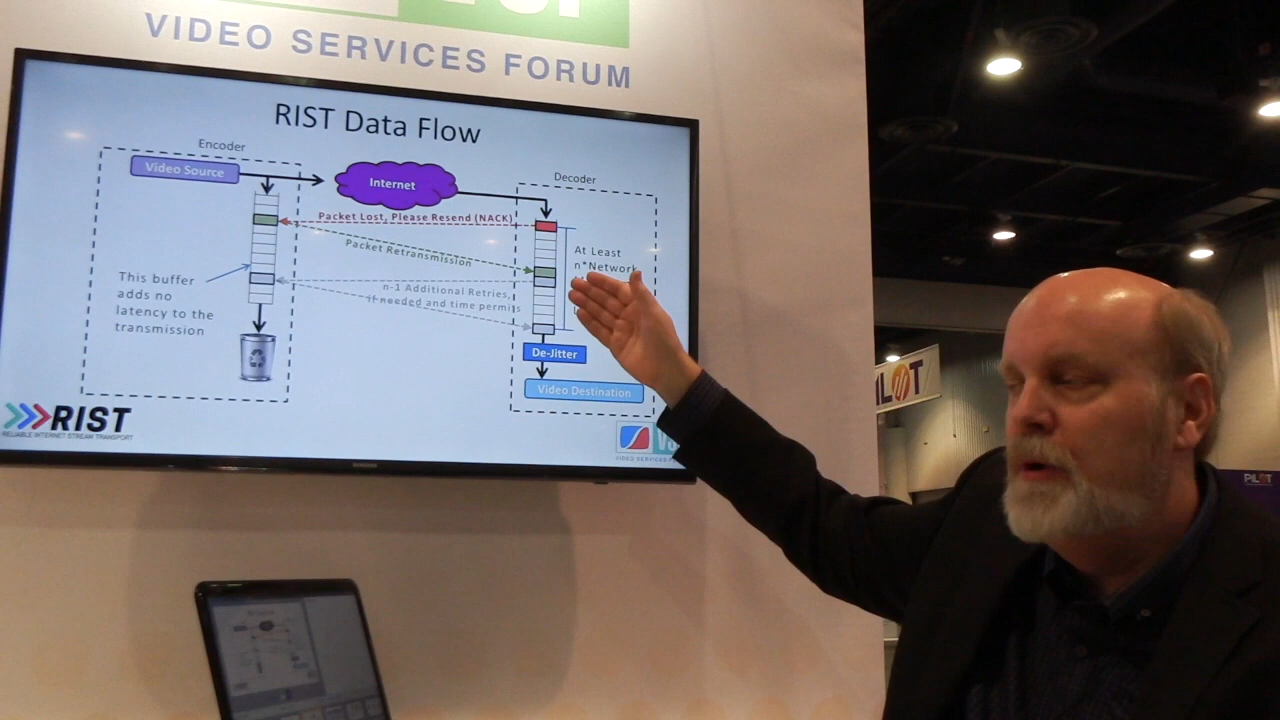 VIDEO SERVICES FORUM
RIST Data Flow
Encoder
Video Source
Internet
Decoder
Packet Lost, Please Resend (NACK)
Packet Retransmission
At Least
n*Network
This buffer
adds no
latency to the
transmission
n-1 Additional Retries,
if needed and time permits
De-Jitter
Video Destination
RIST
RELIABLE INTERNET STREAM TRANSPORT
VIDEO SERVICES
SAMSUNG
PILOT